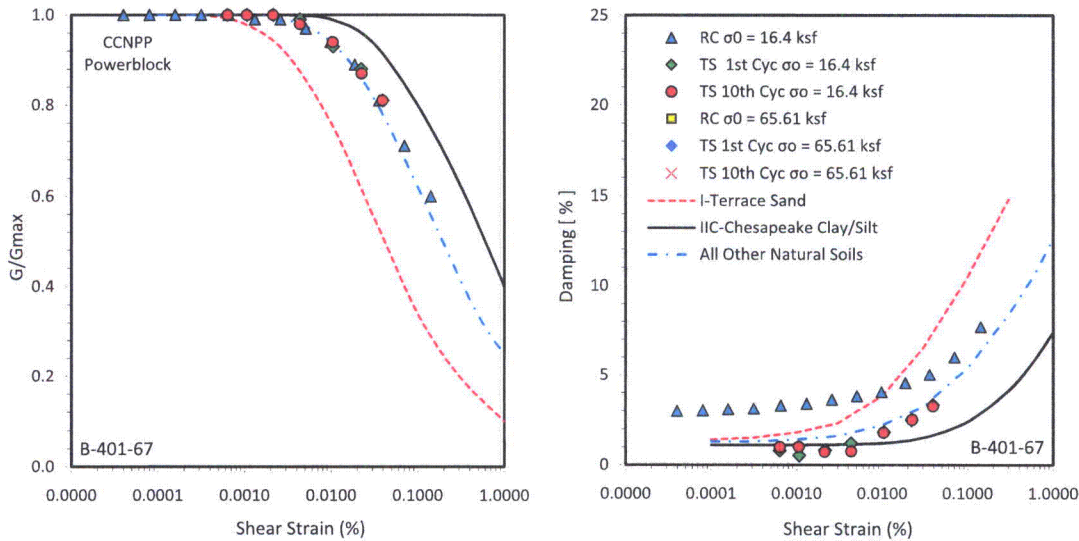 CCNPP
Powerblock
G/Gmax
1.0
0.8
0.6
0.4
0.2
0.0
B-401-67
0.0000 0.0001 0.0010 0.0100 0.1000 1.0000
Shear Strain (%)
Damping [ % ]
25
20
15
10
5
0
RC σ0 = 16.4 ksf
TS 1st Cyc σo = 16.4 ksf
TS 10th Cyc σo = 16.4 ksf
RC σ0 = 65.61 ksf
TS 1st Cyc σo = 65.61 ksf
TS 10th Cyc σo = 65.61 ksf
I-Terrace Sand
IIC-Chesapeake Clay/Silt
All Other Natural Soils
B-401-67
0.0000 0.0001 0.0010 0.0100 0.1000 1.0000
Shear Strain (%)